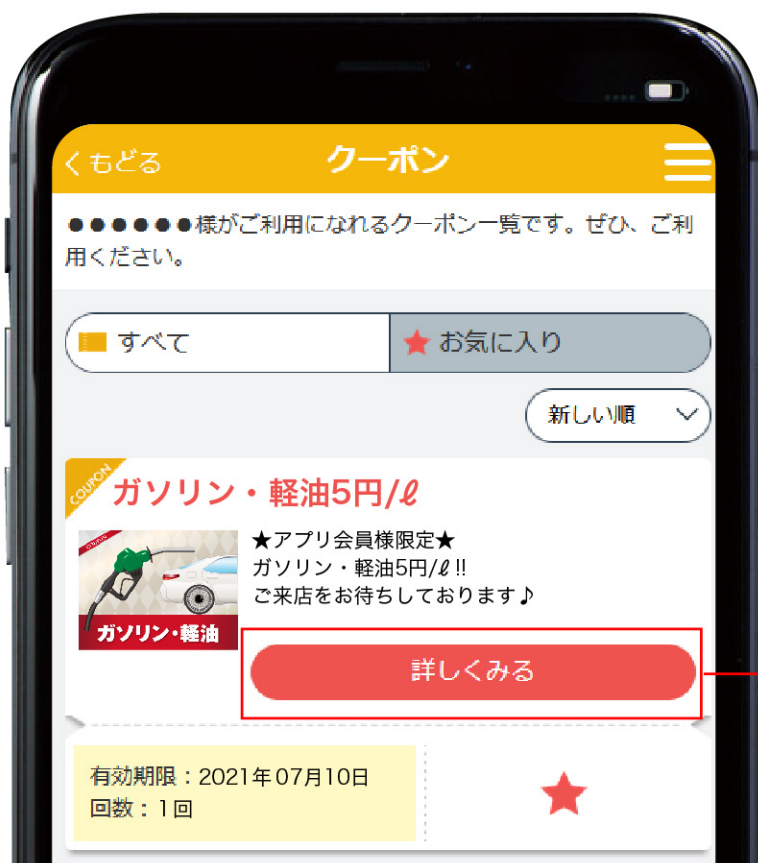 くもどる
クーポン
●●●●●●様がご利用になれるクーポン一覧です。ぜひ、ご利
用ください。
すべて
お気に入り
新しい順
COUPON
ガソリン・軽油5円/ℓ
★アプリ会員様限定★
ガソリン・軽油5円/ℓ!!
ご来店をお待ちしております♪
COUPON
ガソリン・軽油
詳しくみる
有効期限：2021年07月10日
回数：1回